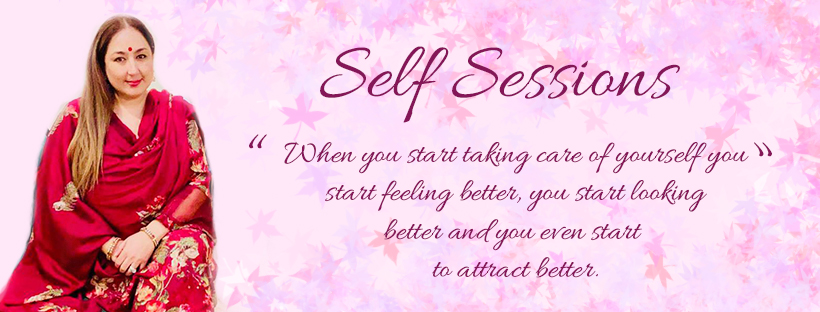 Self Sessions
“ When you start taking care of yourself you ”
start feeling better, you start looking
better and you even start
to attract better.